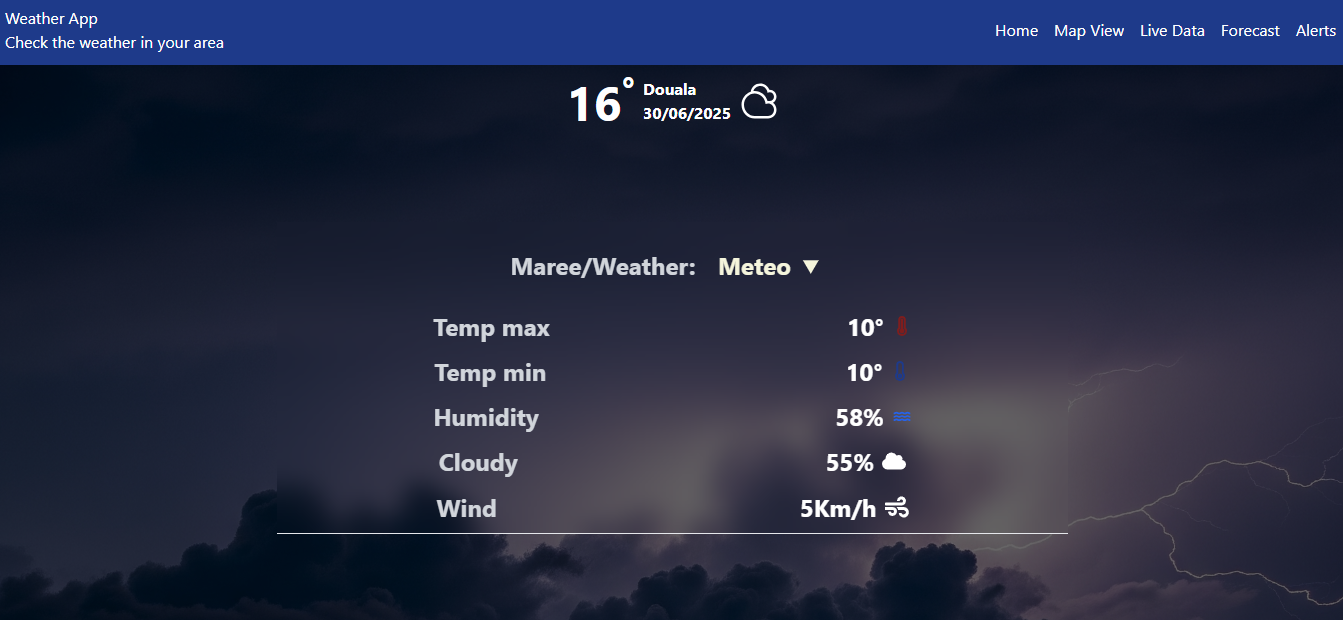 Weather App
Check the weather in your area
Home Map View Live Data Forecast Alerts
16°
Douala
30/06/2025
Maree/Weather: Meteo ▼
Temp max 10°
Temp min 10°
Humidity 58%
Cloudy 55%
Wind 5Km/h